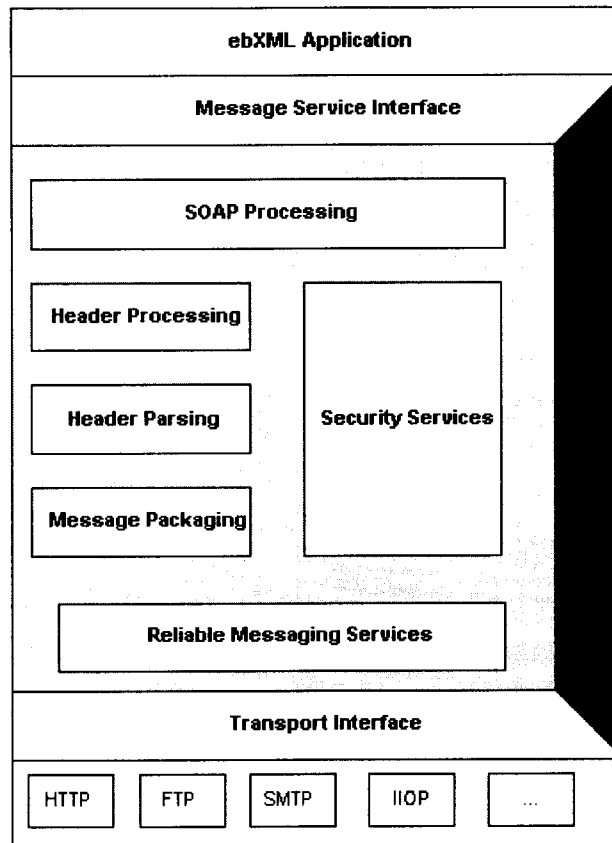 ebXML Application
Message Service Interface
SOAP Processing
Header Processing
Header Parsing
Security Services
Message Packaging
Reliable Messaging Services
Transport Interface
HTTP
FTP
SMTP
IIOP
...